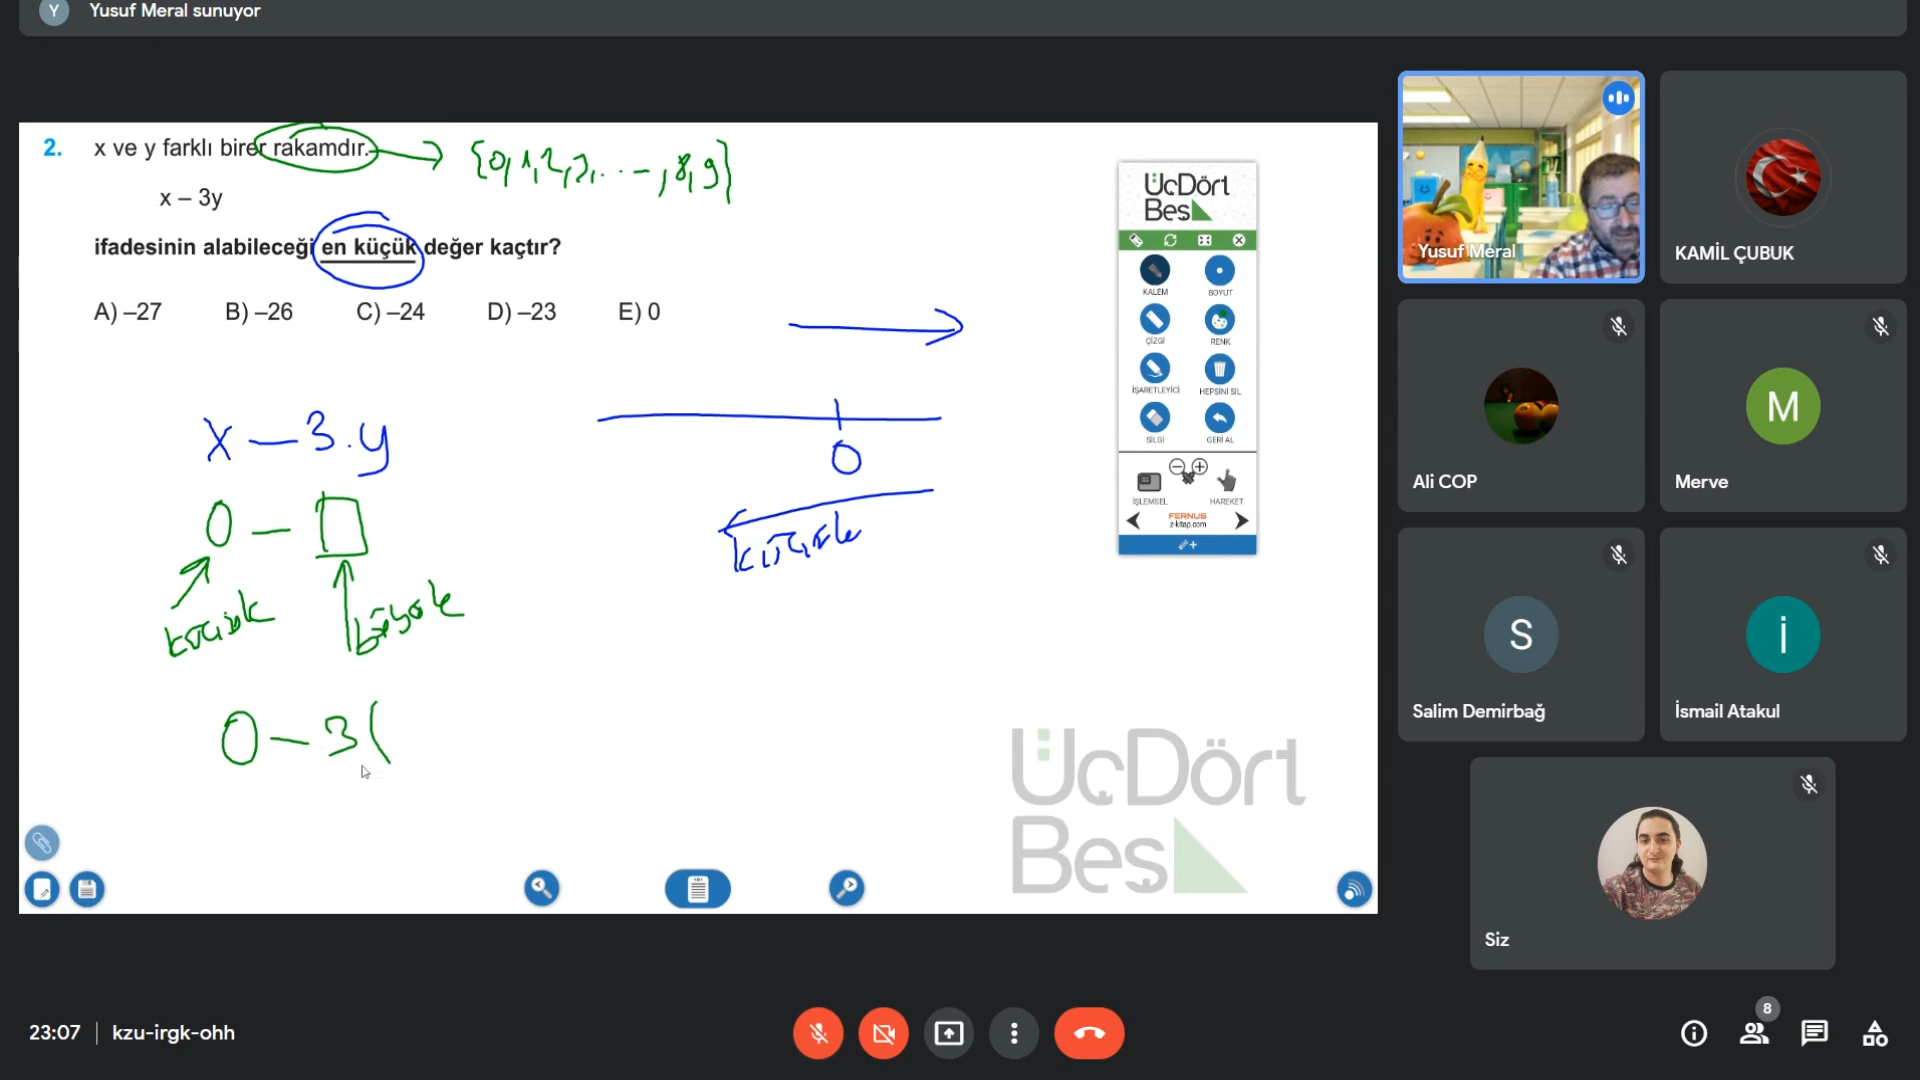 Y Yusuf Meral sunuyor
2. x ve y farklı birer rakamdır. {0,1,2,3,...-,8,9}
x – 3y
ifadesinin alabileceği en küçük değer kaçtır?
A) –27 B) –26 C) –24 D) –23 E) 0
x – 3.y
0
0 –
küçük
küçük
büyük
0 – 3(
ÜçDört
Beş
KALEM BOYUT
ÇİZGİ RENK
İŞARETLEYİCİ HEPSİNİ SİL
SİLGİ GERİ AL
İŞLEMSEL HAREKET
FERNUS
z-kitap.com
ÜçDört
Beş
Yusuf Meral
KAMİL ÇUBUK
Ali COP
M
Merve
S
Salim Demirbağ
İ
İsmail Atakul
Siz
23:07 | kzu-irgk-ohh
8